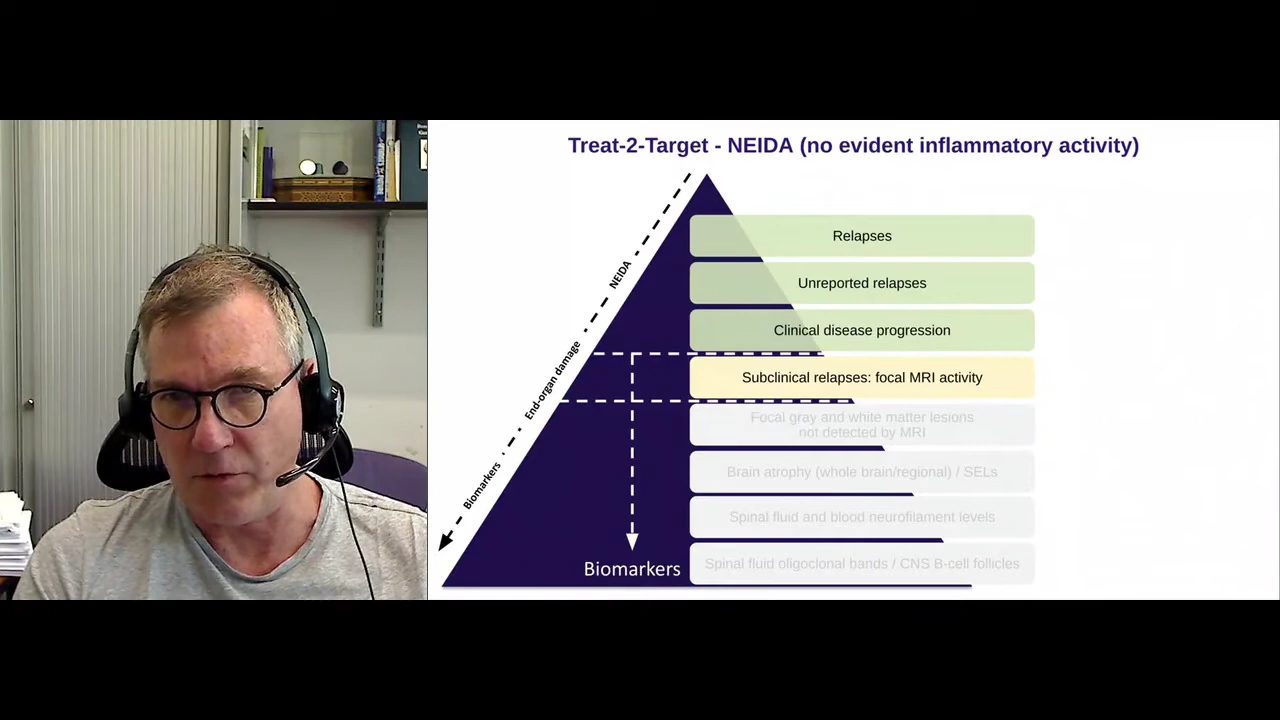 Treat-2-Target - NEIDA (no evident inflammatory activity)
Relapses
NEIDA
Unreported relapses
Clinical disease progression
End-organ damage
Subclinical relapses: focal MRI activity
Focal gray and white matter lesions
not detected by MRI
Brain atrophy (whole brain/regional) / SELs
Biomarkers
Spinal fluid and blood neurofilament levels
Biomarkers
Spinal fluid oligoclonal bands / CNS B-cell follicles